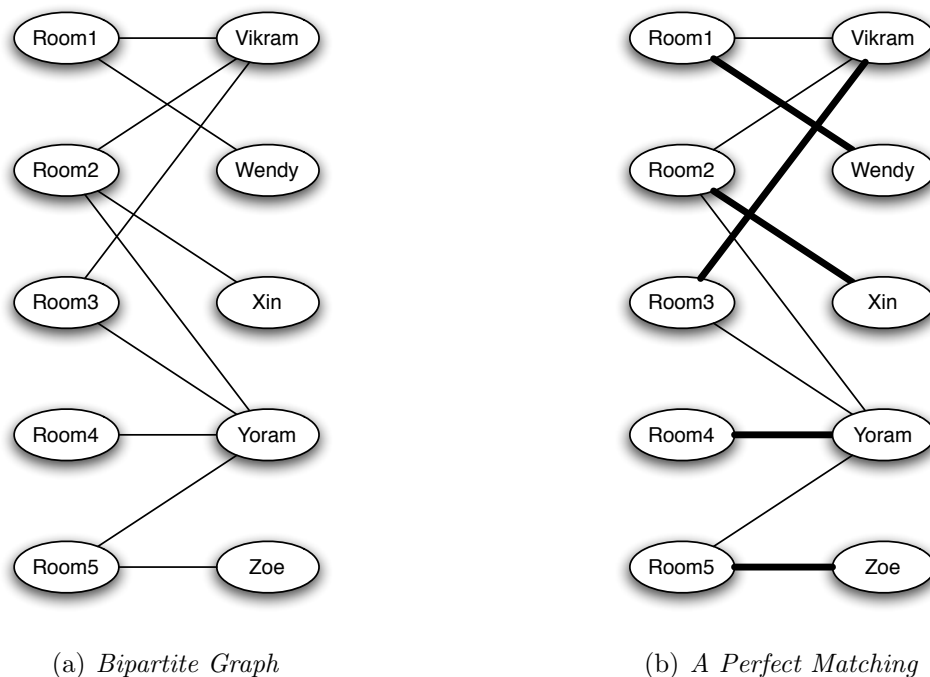 Room1 Vikram
Room2 Wendy
Room3 Xin
Room4 Yoram
Room5 Zoe
(a) Bipartite Graph
Room1 Vikram
Room2 Wendy
Room3 Xin
Room4 Yoram
Room5 Zoe
(b) A Perfect Matching